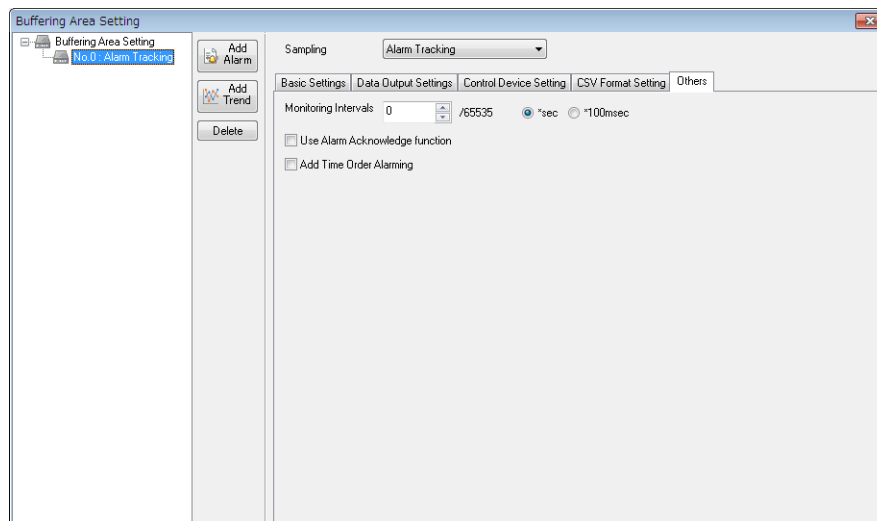 Buffering Area Setting
Buffering Area Setting
No.0 : Alarm Tracking
Add
Alarm
Add
Trend
Delete
Sampling Alarm Tracking
Basic Settings Data Output Settings Control Device Setting CSV Format Setting Others
Monitoring Intervals 0 /65535 *sec *100msec
Use Alarm Acknowledge function
Add Time Order Alarming